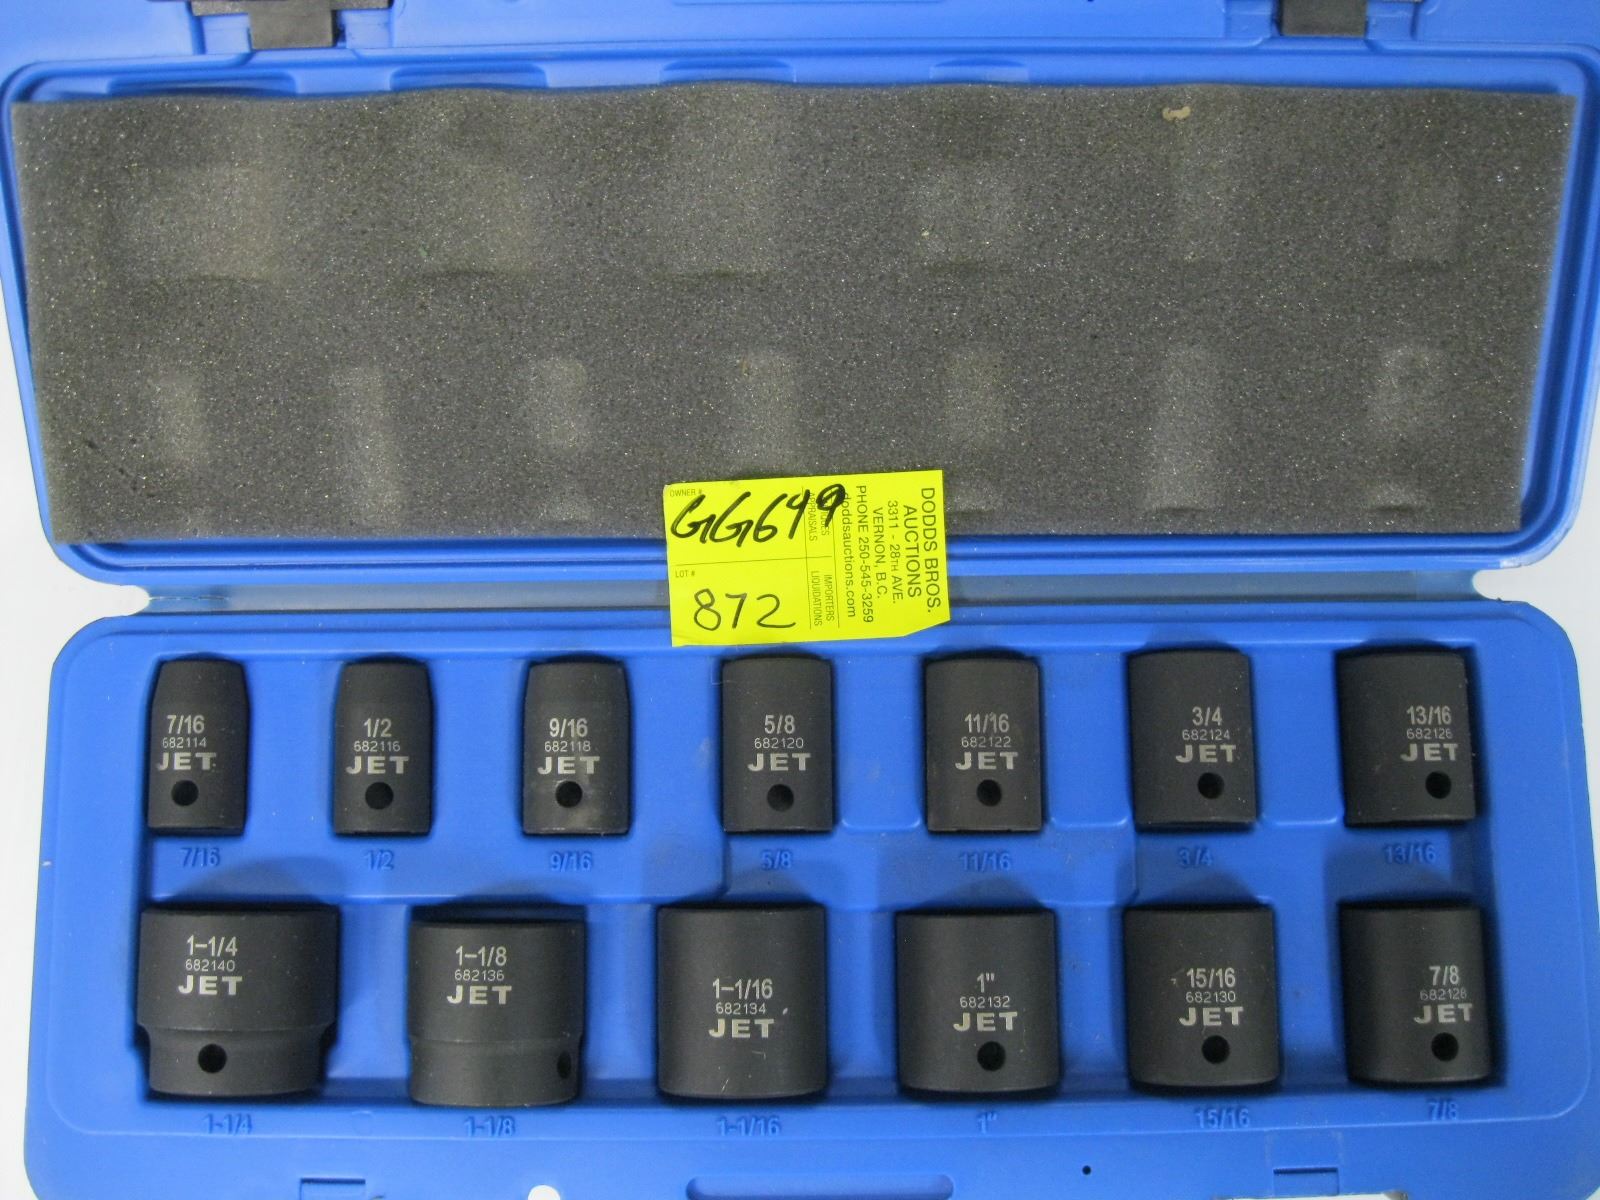 OWNER #
GG649
LOT #
872
APPRAISALS
IMPORTERS
LIQUIDATIONS
DODDS BROS.
AUCTIONS
3311 - 28TH AVE.
VERNON, B.C.
PHONE 250-545-3259
doddsauctions.com
7/16
682114
JET
1/2
682116
JET
9/16
682118
JET
5/8
682120
JET
11/16
682122
JET
3/4
682124
JET
13/16
682126
JET
7/16
1/2
9/16
5/8
11/16
3/4
13/16
1-1/4
682140
JET
1-1/8
682136
JET
1-1/16
682134
JET
1"
682132
JET
15/16
682130
JET
7/8
682128
JET
1-1/4
1-1/8
1-1/16
1"
15/16
7/8